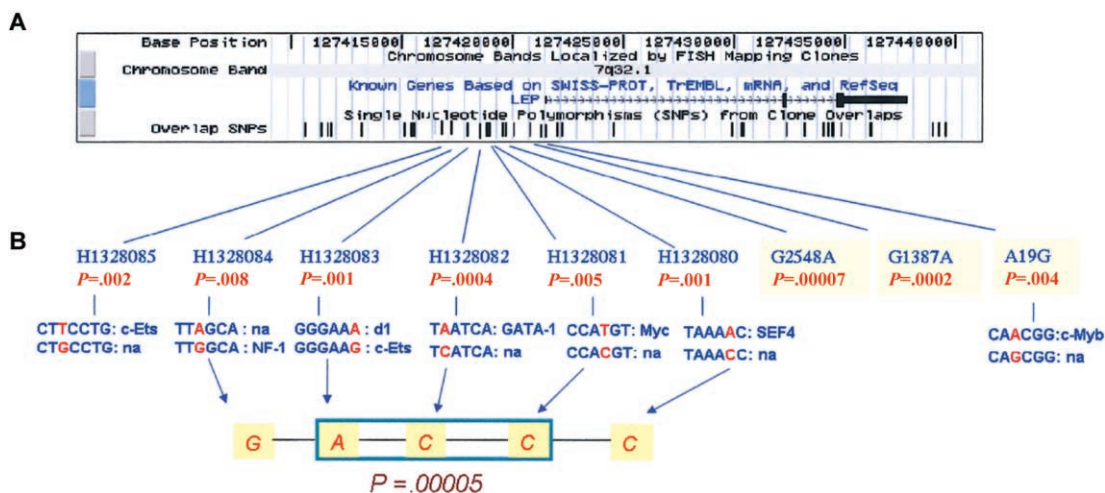 A
Base Position 127415000| 127420000| 127425000| 127430000| 127435000| 127440000|
Chromosome Bands Localized by FISH Mapping Clones
Chromosome Band 7q32.1
Known Genes Based on SWISS-PROT, TrEMBL, mRNA, and RefSeq
LEP
Single Nucleotide Polymorphisms (SNPs) from Clone Overlaps
Overlap SNPs
B
H1328085 H1328084 H1328083 H1328082 H1328081 H1328080 G2548A G1387A A19G
P=.002 P=.008 P=.001 P=.0004 P=.005 P=.001 P=.00007 P=.0002 P=.004
CTTCCTG: c-Ets TTAGCA: na GGGAAA: d1 TAATCA: GATA-1 CCATGT: Myc TAAAAC: SEF4 CAACGG: c-Myb
CTGCCTG: na TTGGCA: NF-1 GGGAAG: c-Ets TCATCA: na CCACGT: na TAAACC: na CAGCGG: na
G A C C C
P =.00005